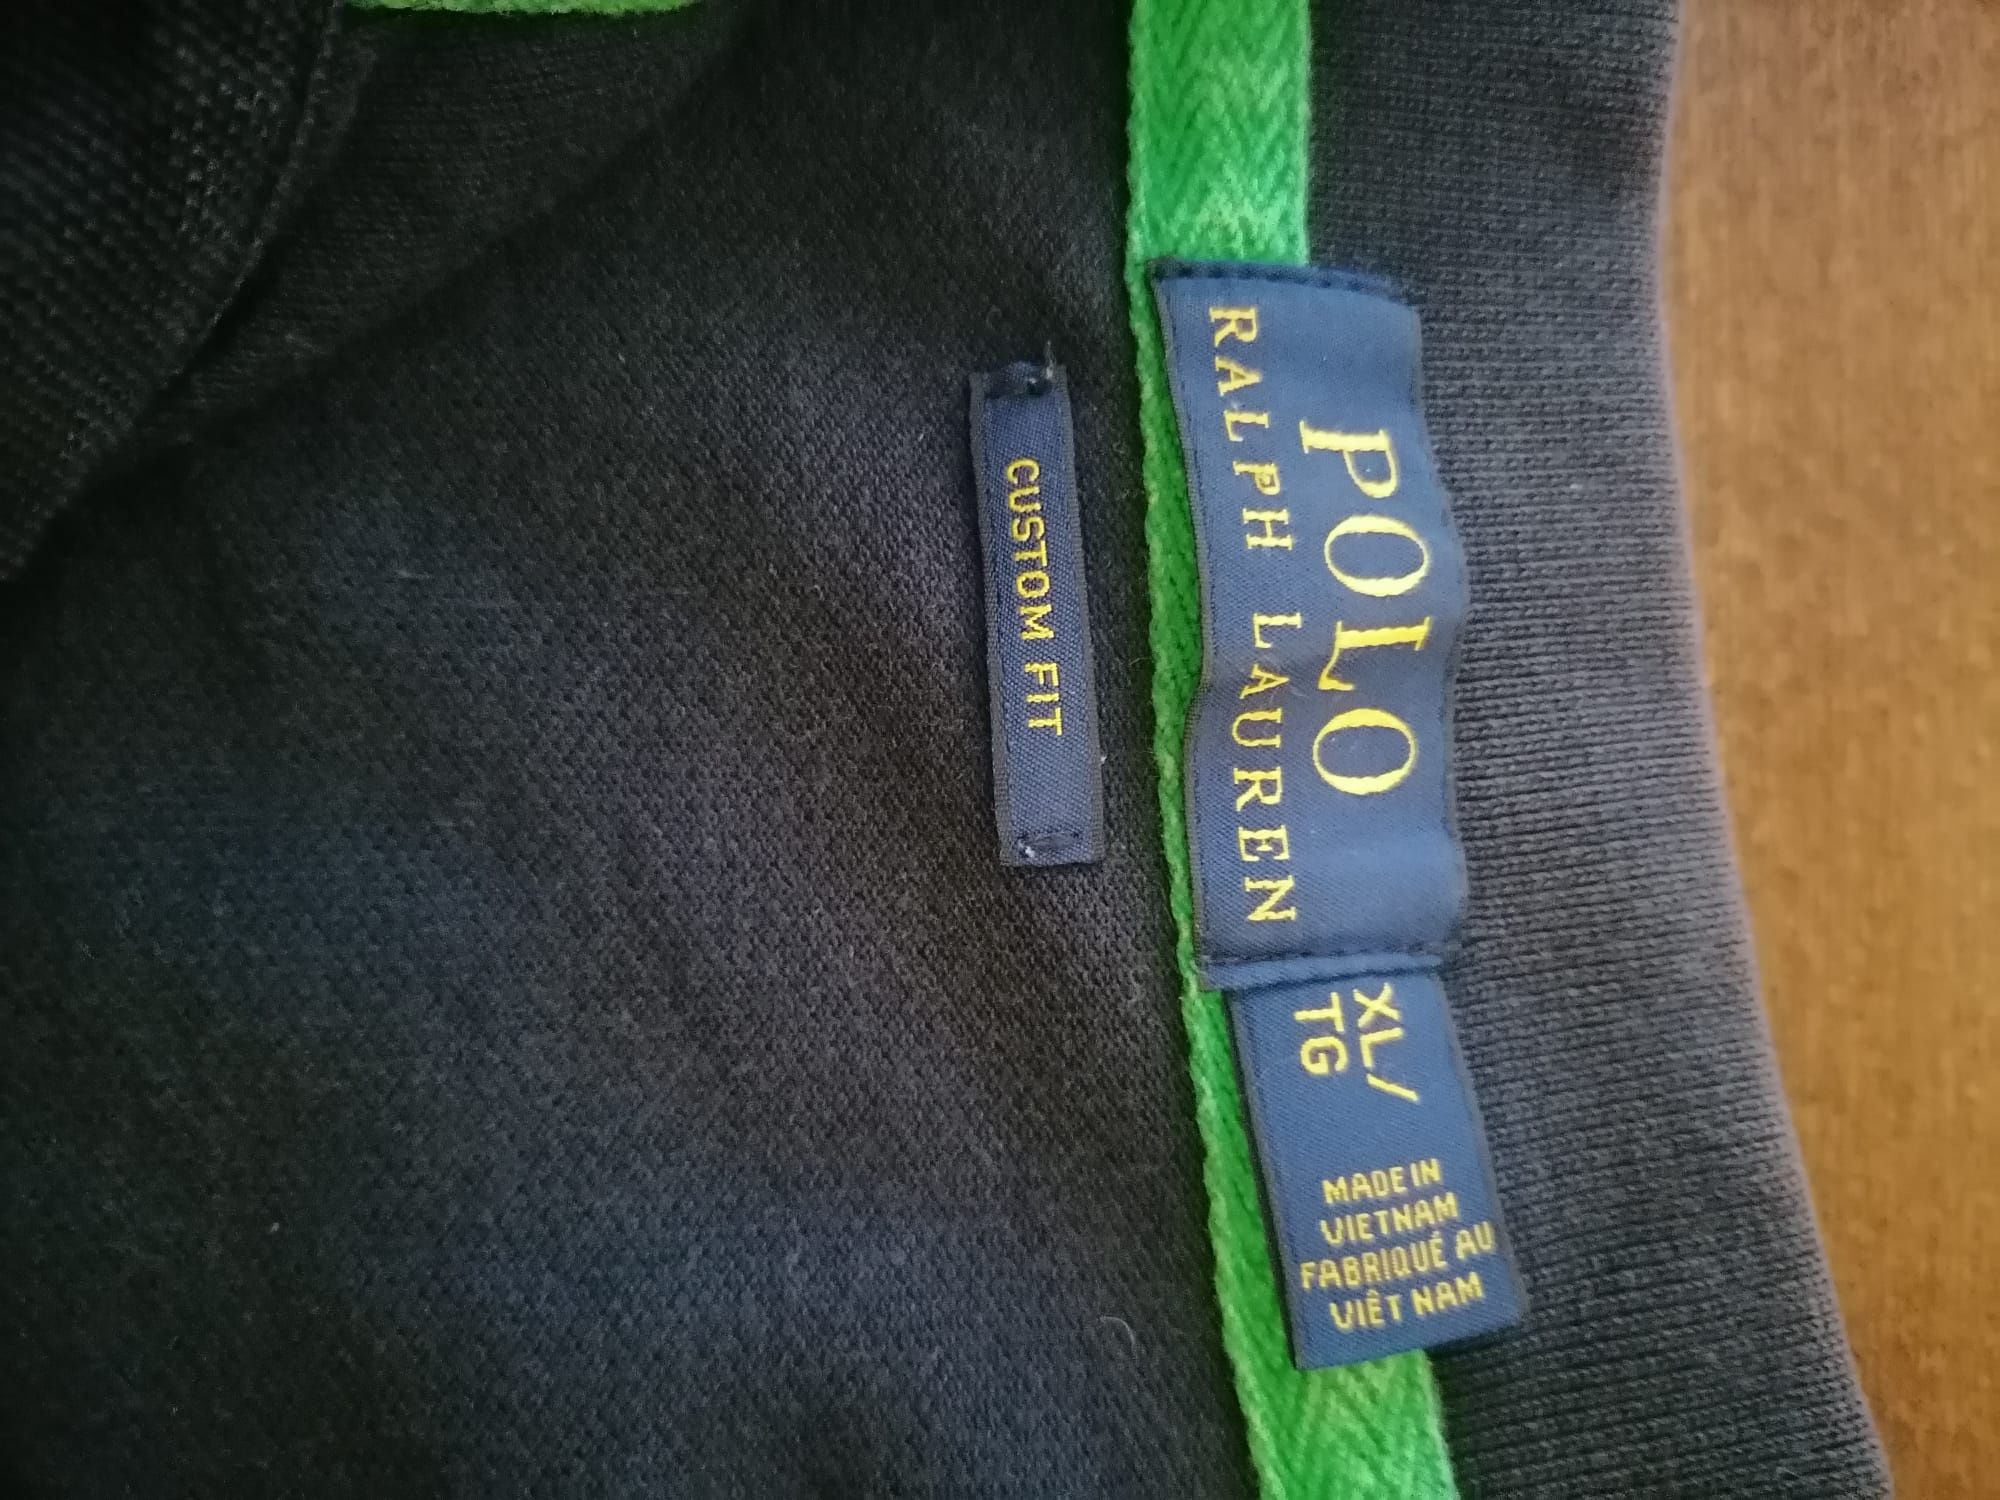 POLO
RALPH LAUREN
XL/
TG
MADE IN
VIETNAM
FABRIQUÉ AU
VIÊT NAM
CUSTOM FIT